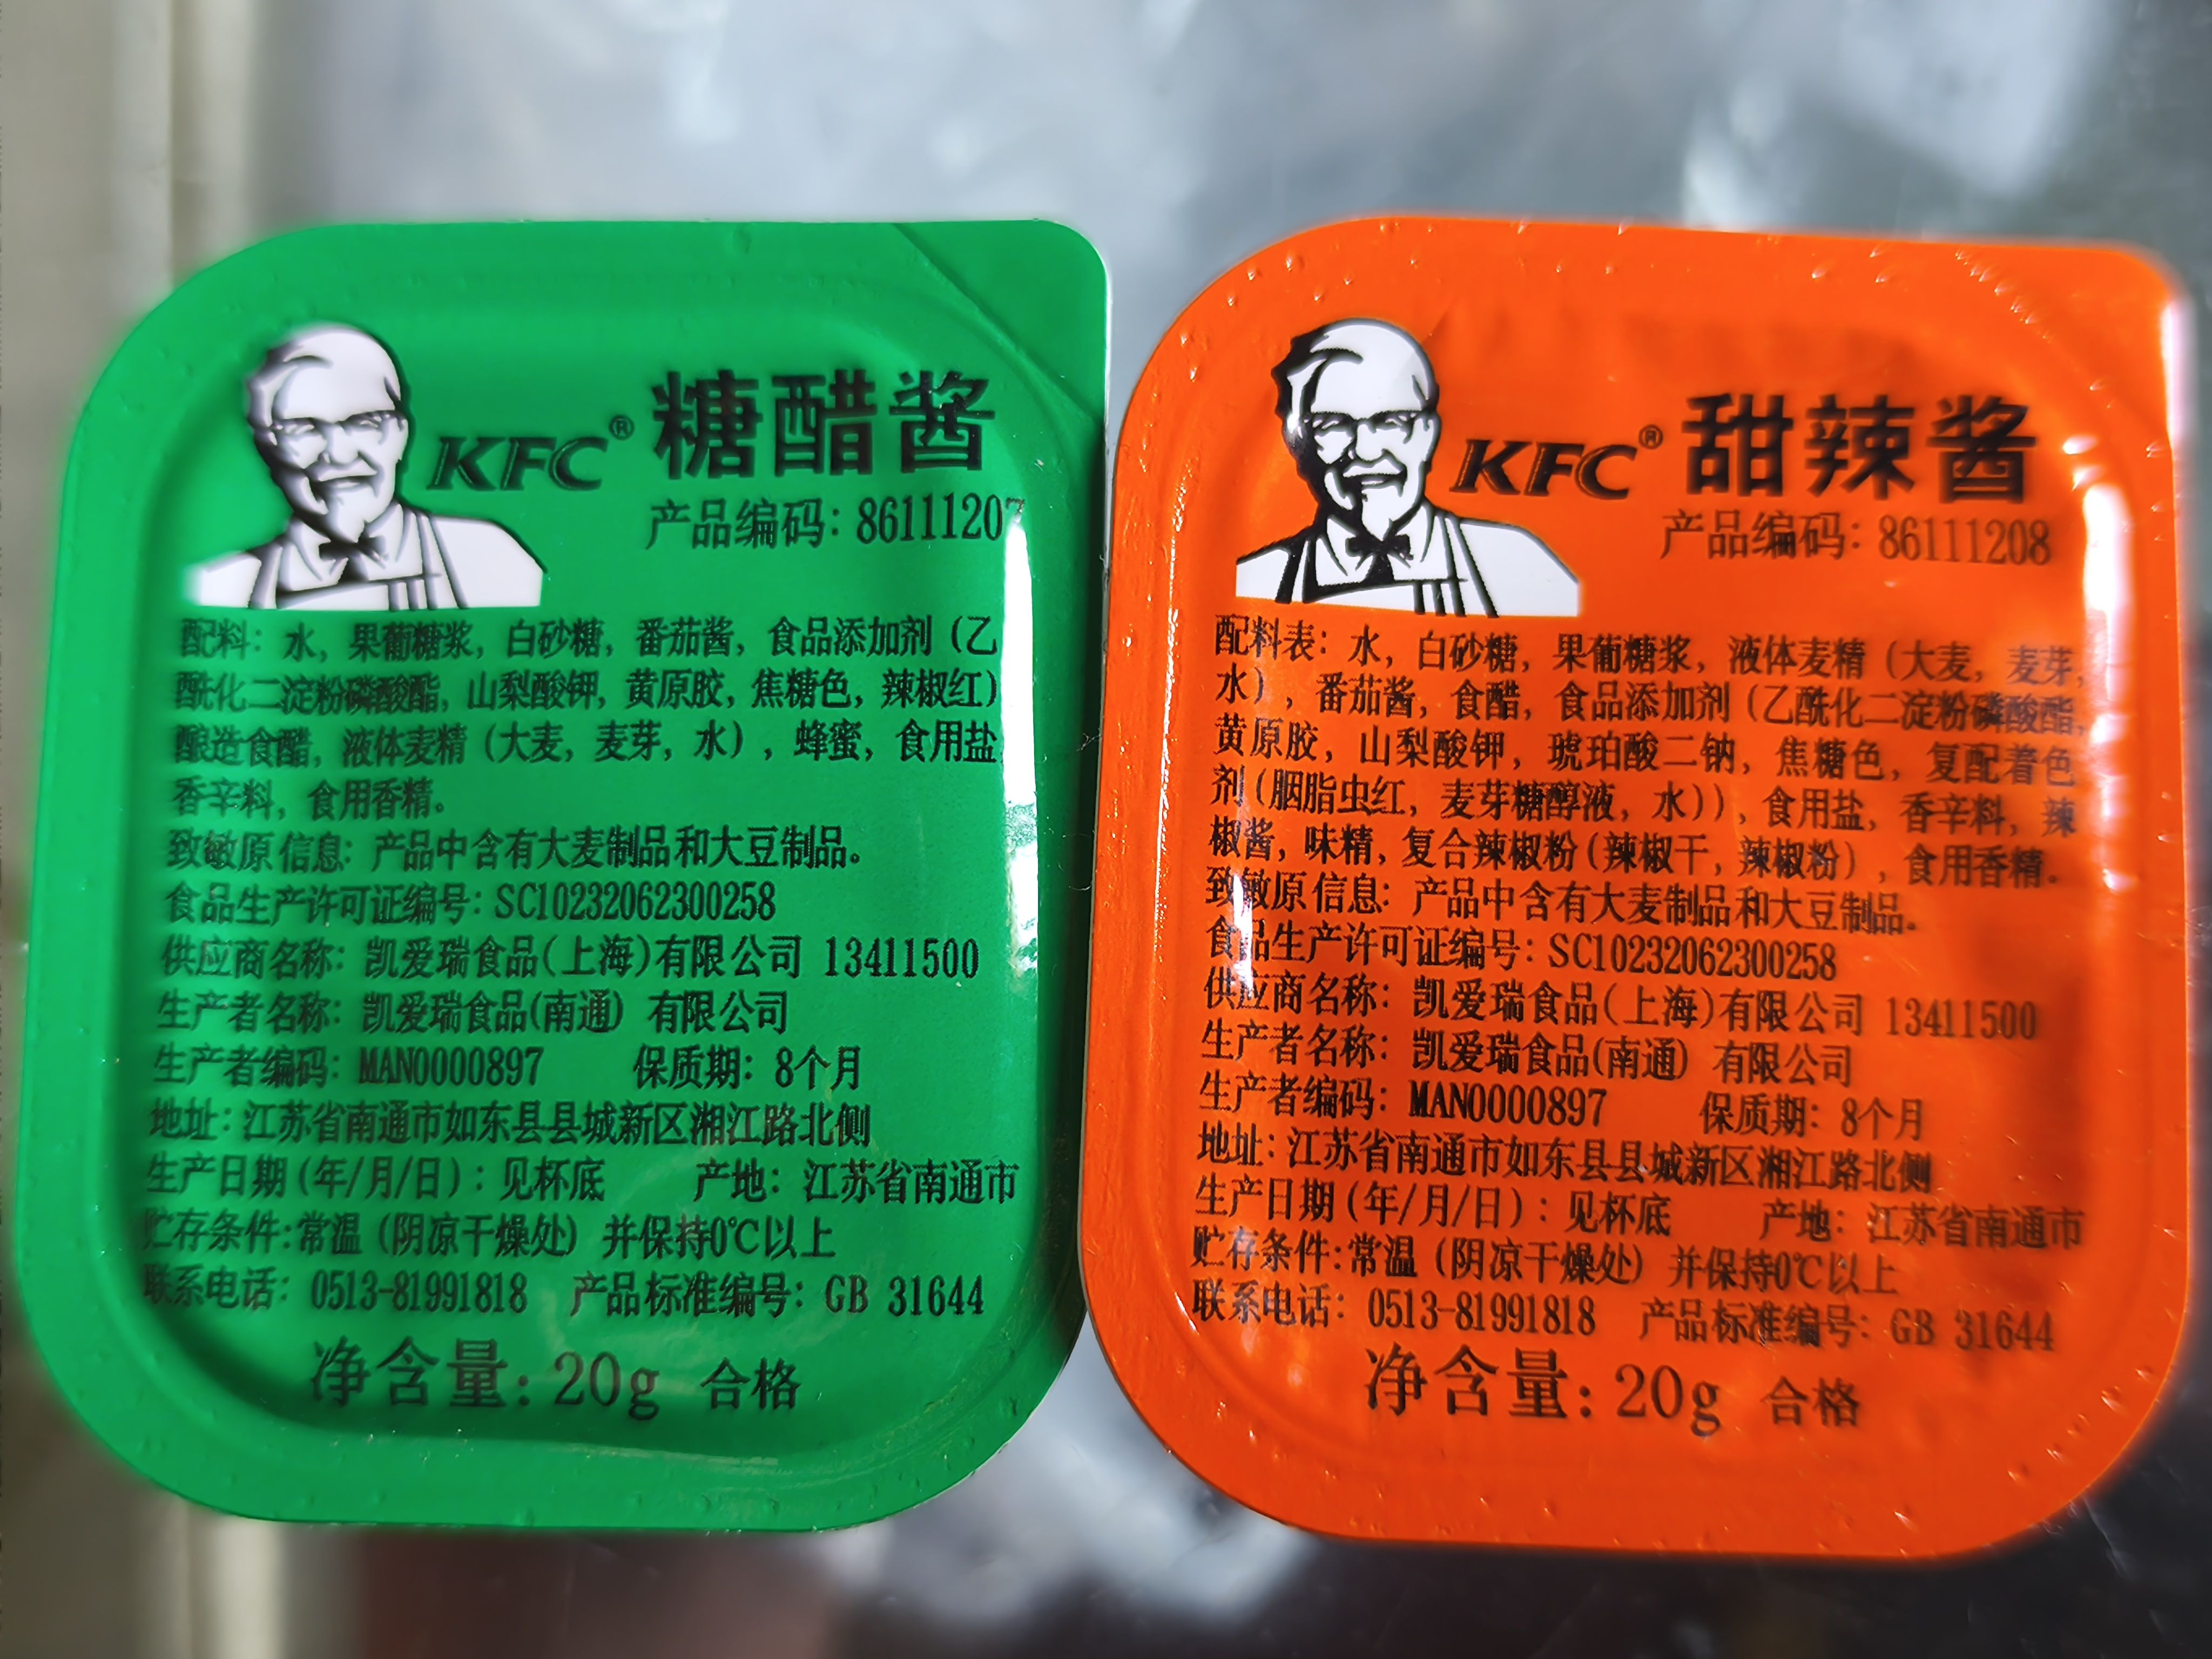 KFC® 糖醋酱
产品编码: 86111207
配料: 水, 果葡糖浆, 白砂糖, 番茄酱, 食品添加剂 (乙
酰化二淀粉磷酸酯, 山梨酸钾, 黄原胶, 焦糖色, 辣椒红)
酿造食醋, 液体麦精 (大麦, 麦芽, 水) , 蜂蜜, 食用盐,
香辛料, 食用香精。
致敏原信息: 产品中含有大麦制品和大豆制品。
食品生产许可证编号: SC10232062300258
供应商名称: 凯爱瑞食品(上海)有限公司 13411500
生产者名称: 凯爱瑞食品(南通) 有限公司
生产者编码: MAN0000897 保质期: 8个月
地址: 江苏省南通市如东县县城新区湘江路北侧
生产日期 (年/月/日) : 见杯底 产地: 江苏省南通市
贮存条件:常温 (阴凉干燥处) 并保持0℃以上
联系电话: 0513-81991818 产品标准编号: GB 31644
净含量: 20g 合格
KFC® 甜辣酱
产品编码: 86111208
配料表: 水, 白砂糖, 果葡糖浆, 液体麦精 (大麦, 麦芽,
水) , 番茄酱, 食醋, 食品添加剂 (乙酰化二淀粉磷酸酯,
黄原胶, 山梨酸钾, 琥珀酸二钠, 焦糖色, 复配着色
剂 (胭脂虫红, 麦芽糖醇液, 水) ) , 食用盐, 香辛料, 辣
椒酱, 味精, 复合辣椒粉 (辣椒干, 辣椒粉) , 食用香精。
致敏原信息: 产品中含有大麦制品和大豆制品。
食品生产许可证编号: SC10232062300258
供应商名称: 凯爱瑞食品(上海)有限公司 13411500
生产者名称: 凯爱瑞食品(南通) 有限公司
生产者编码: MAN0000897 保质期: 8个月
地址: 江苏省南通市如东县县城新区湘江路北侧
生产日期 (年/月/日) : 见杯底 产地: 江苏省南通市
贮存条件:常温 (阴凉干燥处) 并保持0℃以上
联系电话: 0513-81991818 产品标准编号: GB 31644
净含量: 20g 合格